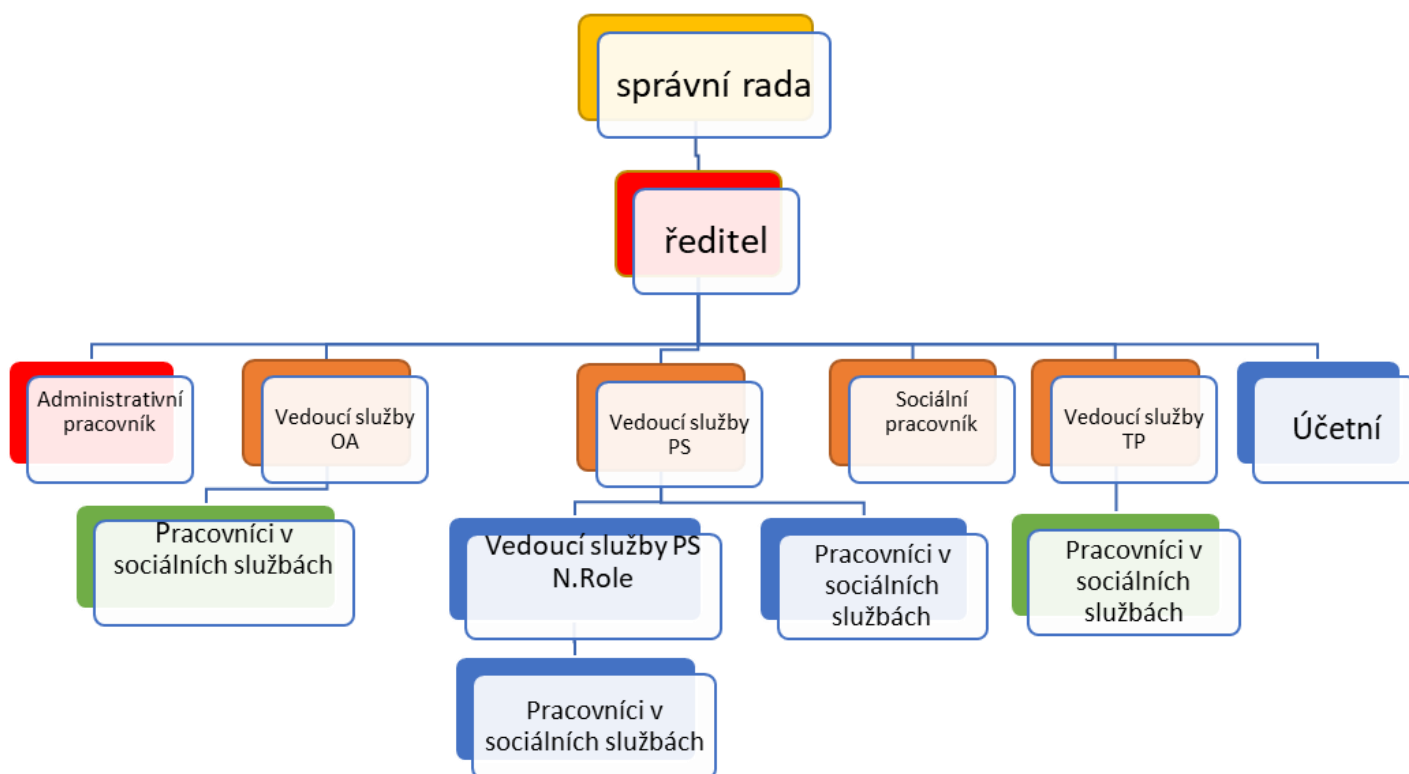 správní rada
ředitel
Administrativní
pracovník
Vedoucí služby
OA
Vedoucí služby
PS
Sociální
pracovník
Vedoucí služby
TP
Účetní
Pracovníci v
sociálních službách
Vedoucí služby PS
N.Role
Pracovníci v
sociálních
službách
Pracovníci v
sociálních
službách
Pracovníci v
sociálních službách